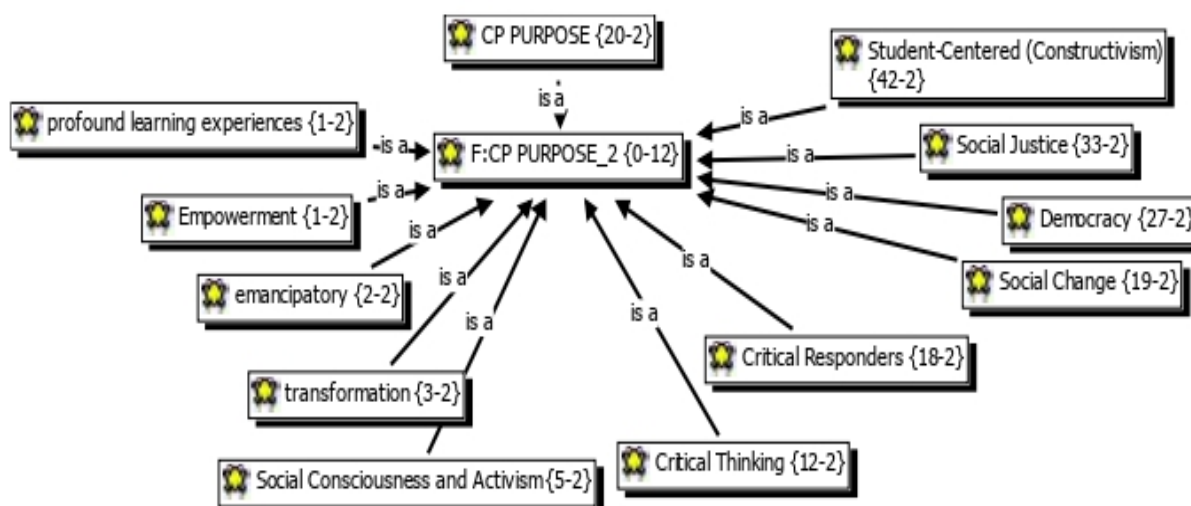 CP PURPOSE {20-2}
Student-Centered (Constructivism)
{42-2}
is a
is a
profound learning experiences {1-2}
is a
F:CP PURPOSE_2 {0-12}
is a
Social Justice {33-2}
is a
Empowerment {1-2}
is a
Democracy {27-2}
is a
is a
emancipatory {2-2}
is a
Social Change {19-2}
is a
is a
is a
Critical Responders {18-2}
transformation {3-2}
Critical Thinking {12-2}
Social Consciousness and Activism{5-2}